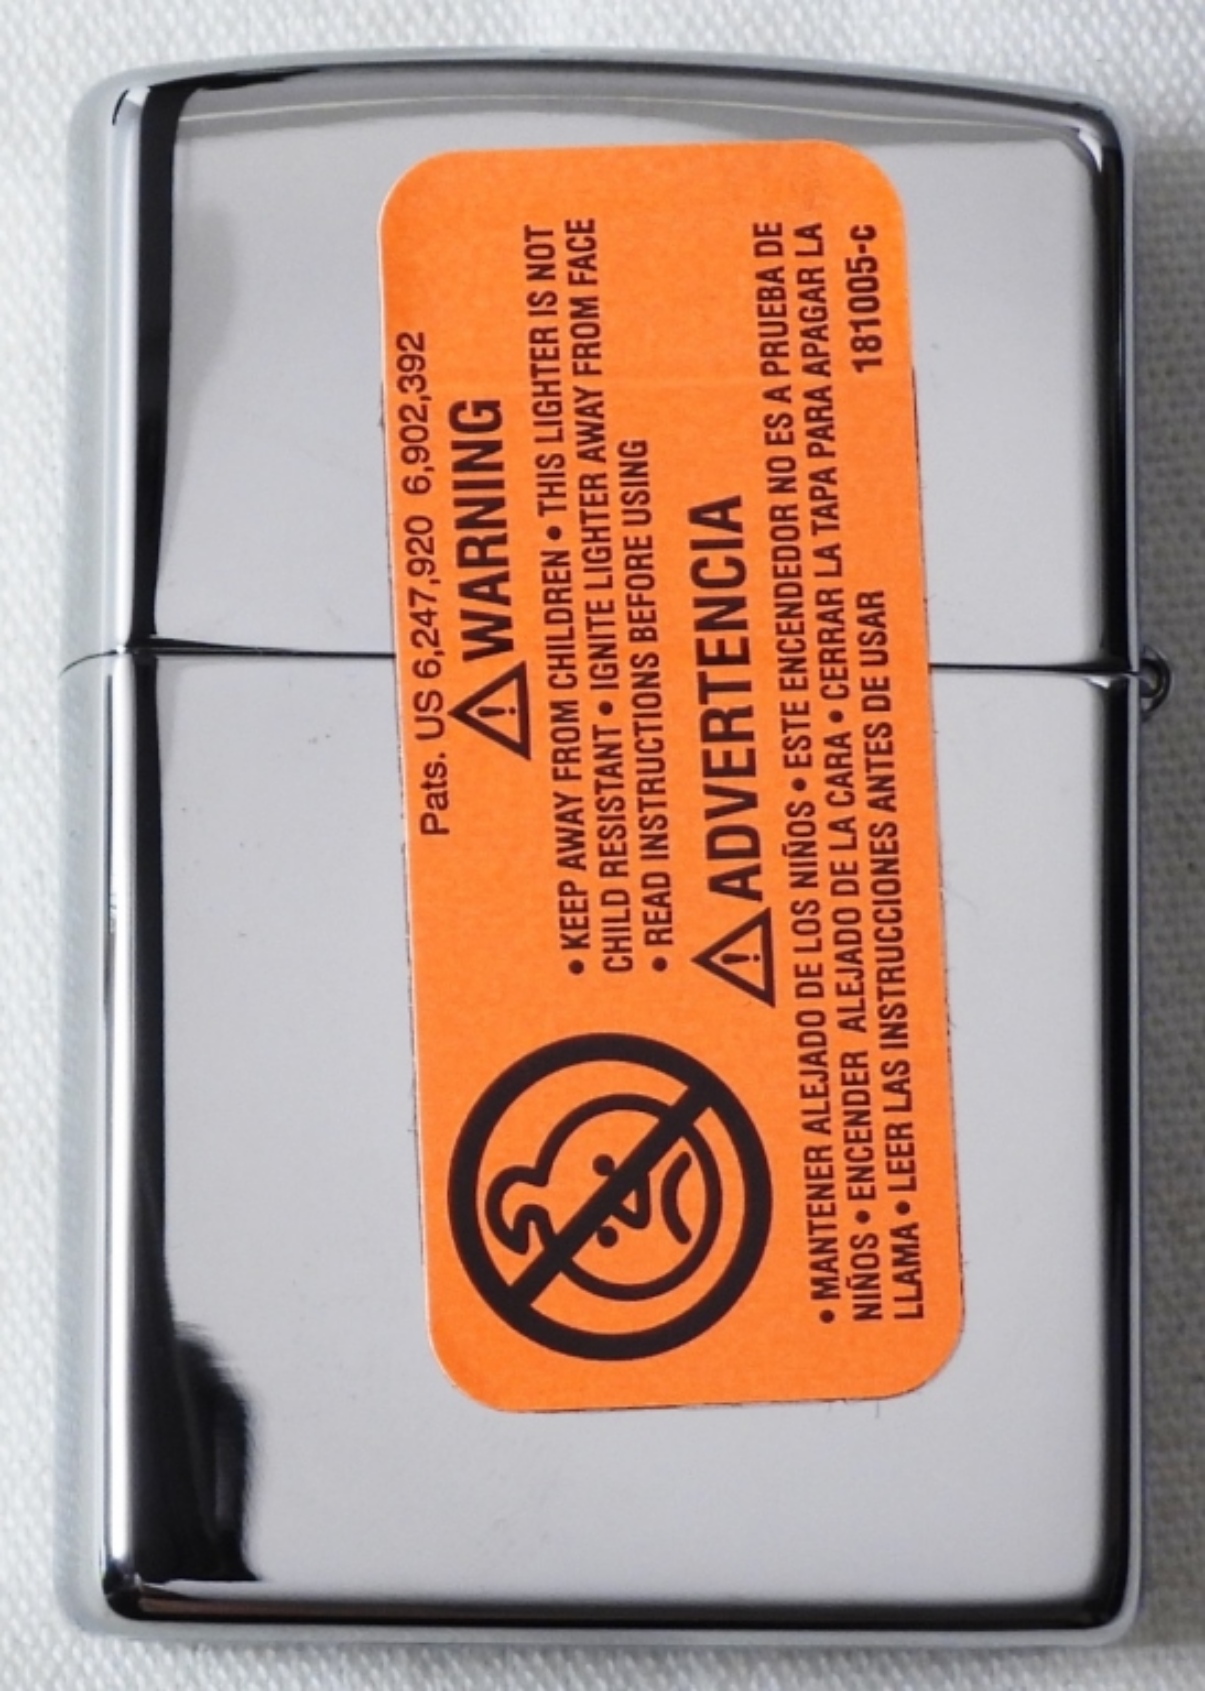 Pats. US 6,247,920 6,902,392
WARNING
• KEEP AWAY FROM CHILDREN • THIS LIGHTER IS NOT
CHILD RESISTANT • IGNITE LIGHTER AWAY FROM FACE
• READ INSTRUCTIONS BEFORE USING
ADVERTENCIA
• MANTENER ALEJADO DE LOS NIÑOS • ESTE ENCENDEDOR NO ES A PRUEBA DE
NIÑOS • ENCENDER ALEJADO DE LA CARA • CERRAR LA TAPA PARA APAGAR LA
LLAMA • LEER LAS INSTRUCCIONES ANTES DE USAR 181005-C